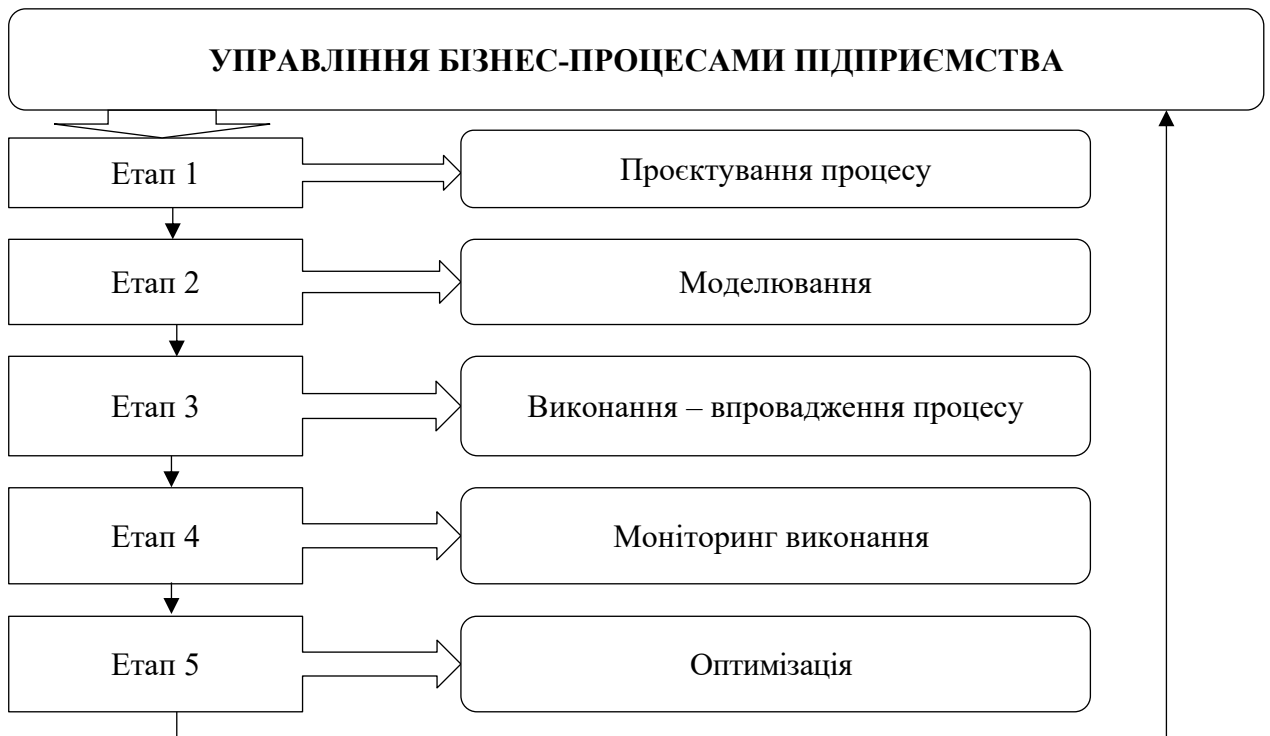 УПРАВЛІННЯ БІЗНЕС-ПРОЦЕСАМИ ПІДПРИЄМСТВА
Етап 1
Проєктування процесу
Етап 2
Моделювання
Етап 3
Виконання – впровадження процесу
Етап 4
Моніторинг виконання
Етап 5
Оптимізація